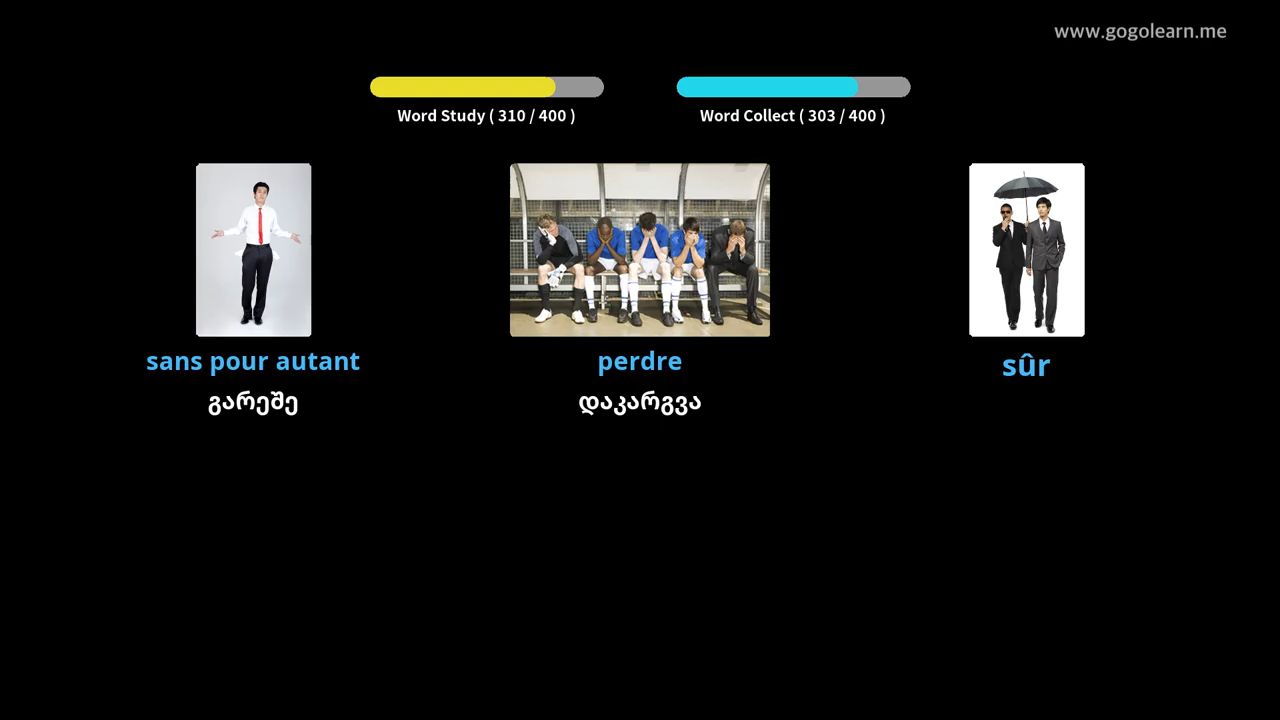 www.gogolearn.me
Word Study ( 310 / 400 )
Word Collect ( 303 / 400 )
sans pour autant
გარეშე
perdre
დაკარგვა
sûr